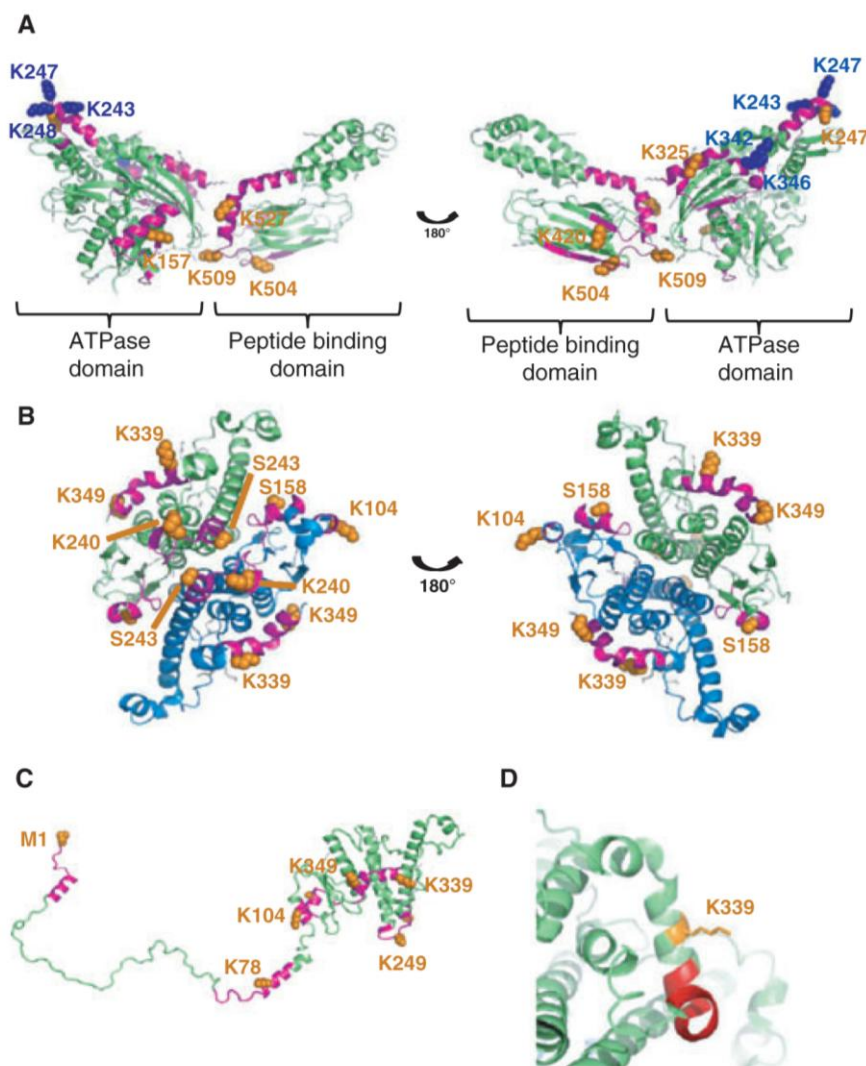 A
K247
K243
K248
K527
K157
K509
K504
ATPase
domain
Peptide binding
domain
180°
K247
K243
K247
K342
K325
K346
K420
K504
K509
Peptide binding
domain
ATPase
domain
B
K339
S243
K349
S158
K104
K240
K240
K349
S243
K339
180°
K339
S158
K104
K349
K349
S158
K339
C
M1
K349
K339
K104
K249
K78
D
K339